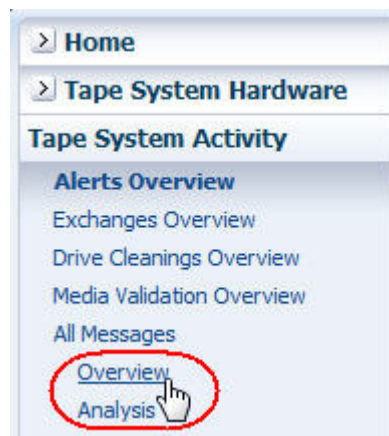 Home
Tape System Hardware
Tape System Activity
Alerts Overview
Exchanges Overview
Drive Cleanings Overview
Media Validation Overview
All Messages
Overview
Analysis